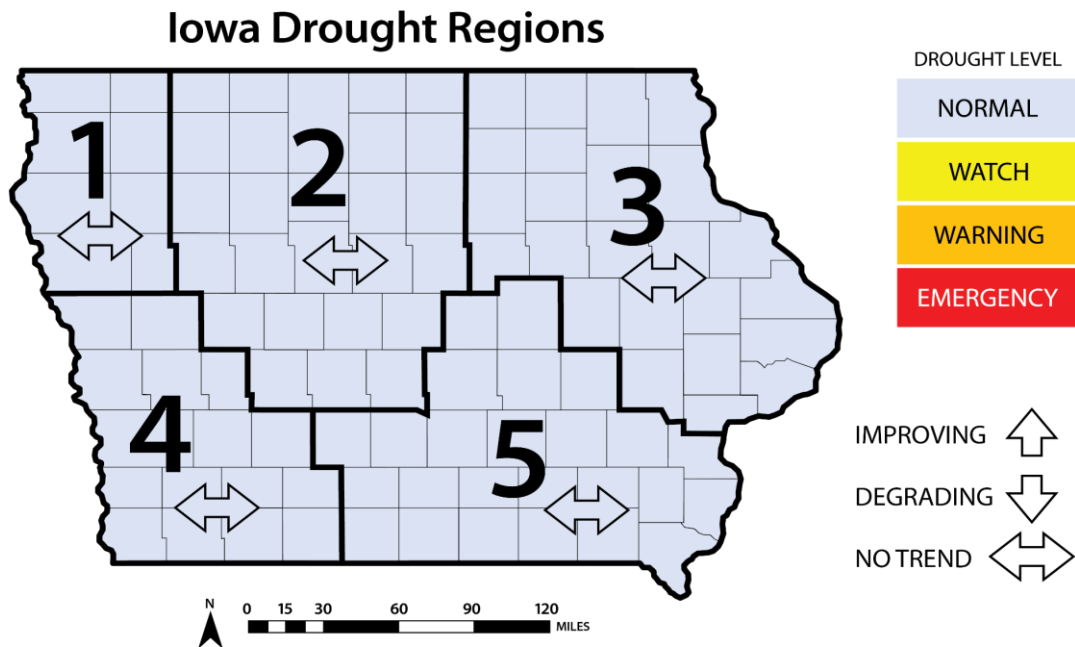 Iowa Drought Regions
DROUGHT LEVEL
NORMAL
WATCH
WARNING
EMERGENCY
1
2
3
4
5
IMPROVING
DEGRADING
NO TREND
N
0 15 30 60 90 120
MILES